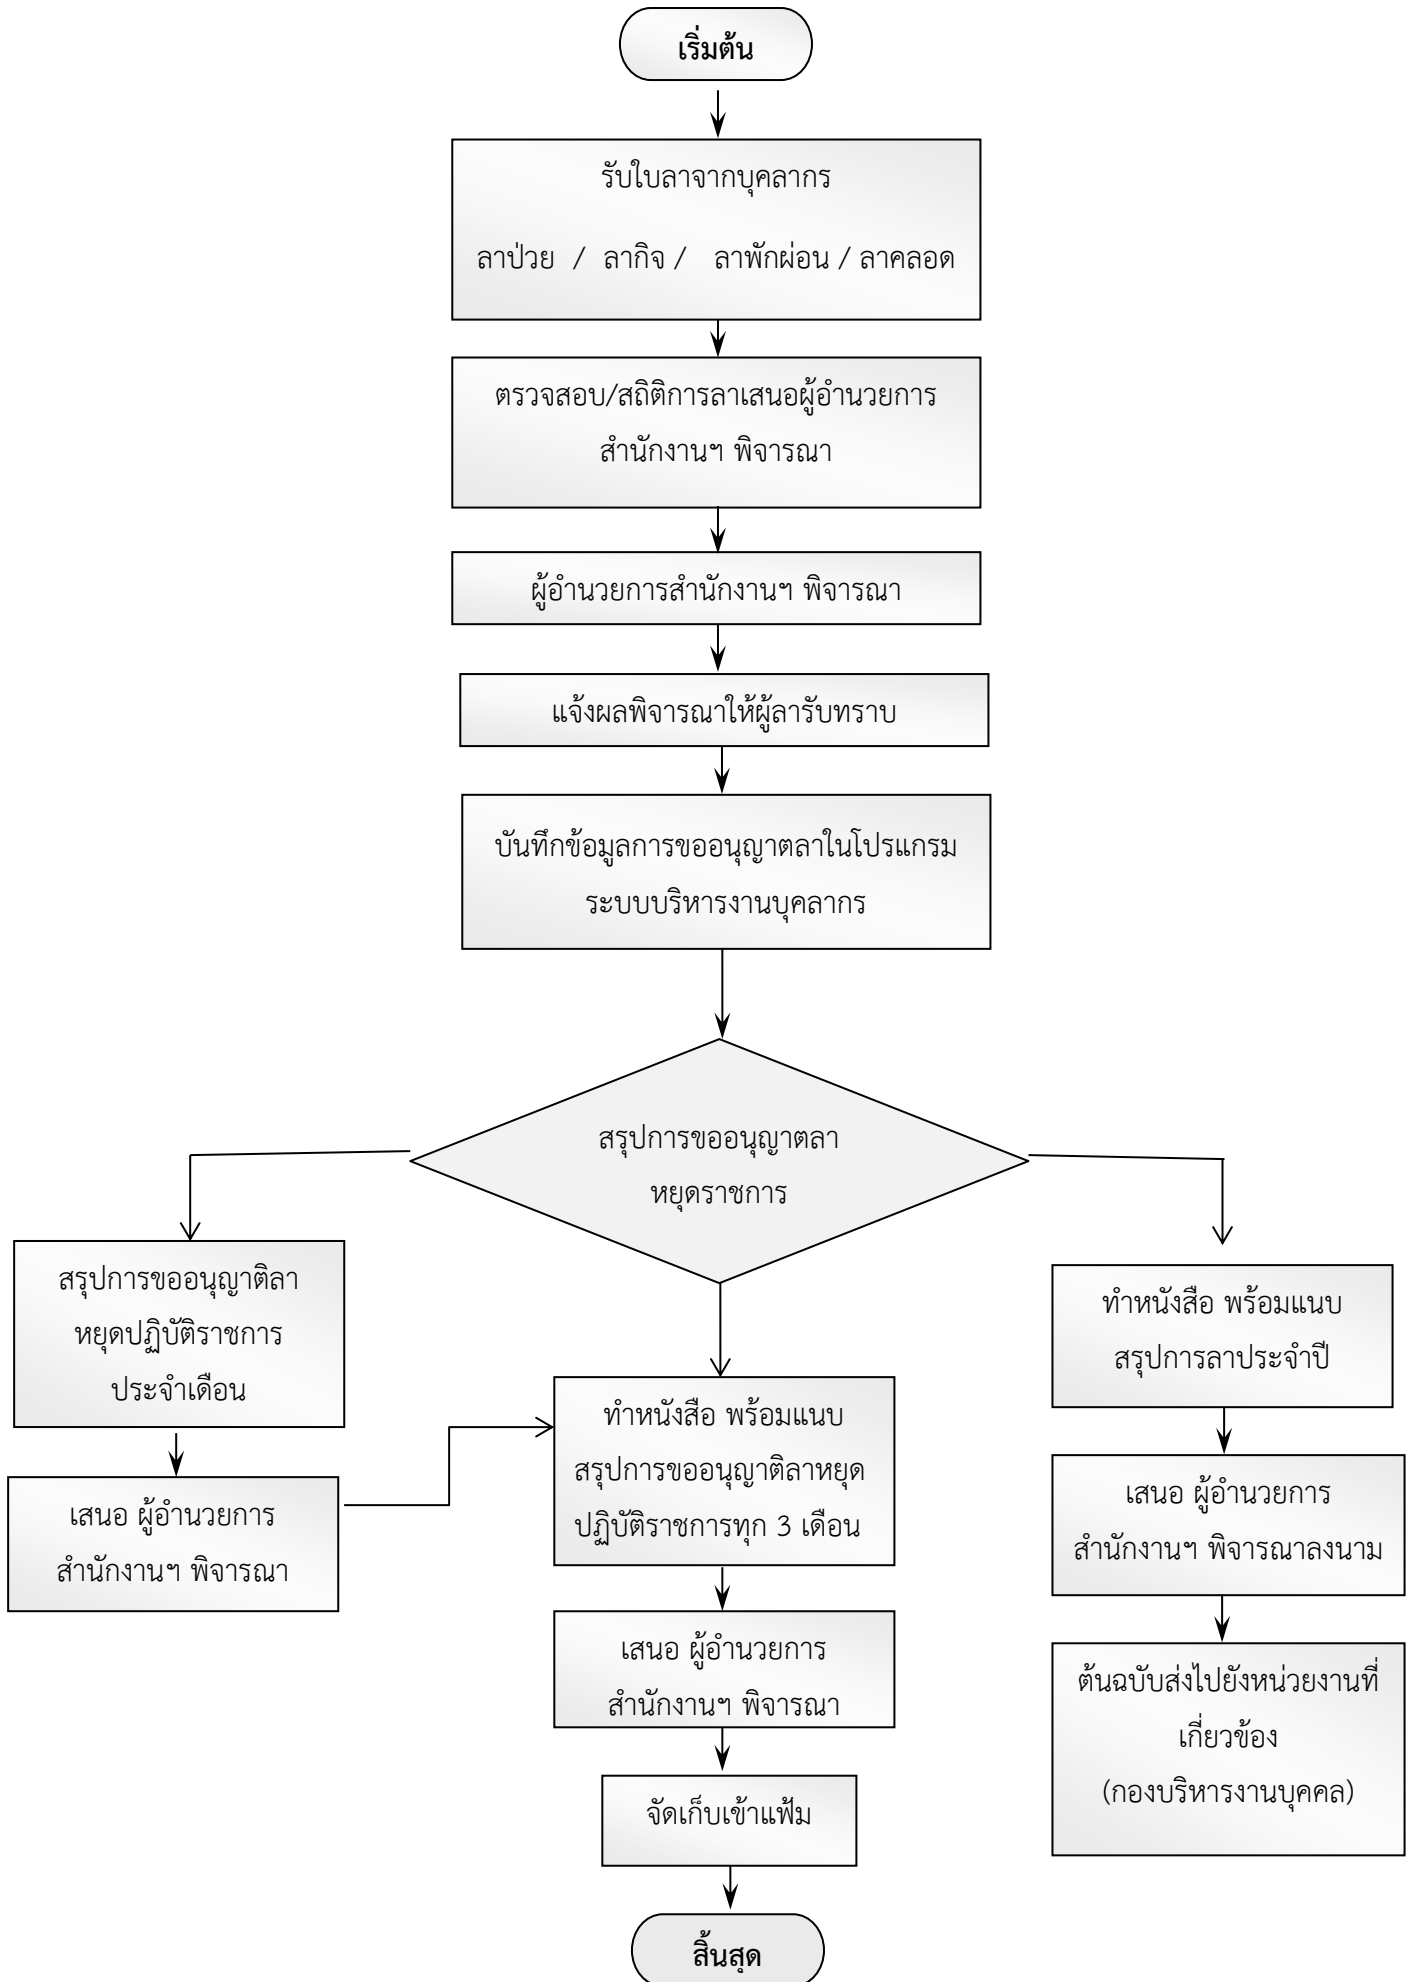 เริ่มต้น
รับใบลาจากบุคลากร
ลาป่วย / ลากิจ / ลาพักผ่อน / ลาคลอด
ตรวจสอบ/สถิติการลาเสนอผู้อำนวยการ
สำนักงานฯ พิจารณา
ผู้อำนวยการสำนักงานฯ พิจารณา
แจ้งผลพิจารณาให้ผู้ลารับทราบ
บันทึกข้อมูลการขออนุญาตลาในโปรแกรม
ระบบบริหารงานบุคลากร
สรุปการขออนุญาตลา
หยุดราชการ
สรุปการขออนุญาติลา
หยุดปฏิบัติราชการ
ประจำเดือน
เสนอ ผู้อำนวยการ
สำนักงานฯ พิจารณา
ทำหนังสือ พร้อมแนบ
สรุปการขออนุญาติลาหยุด
ปฏิบัติราชการทุก 3 เดือน
เสนอ ผู้อำนวยการ
สำนักงานฯ พิจารณา
จัดเก็บเข้าแฟ้ม
สิ้นสุด
ทำหนังสือ พร้อมแนบ
สรุปการลาประจำปี
เสนอ ผู้อำนวยการ
สำนักงานฯ พิจารณาลงนาม
ต้นฉบับส่งไปยังหน่วยงานที่
เกี่ยวข้อง
(กองบริหารงานบุคคล)